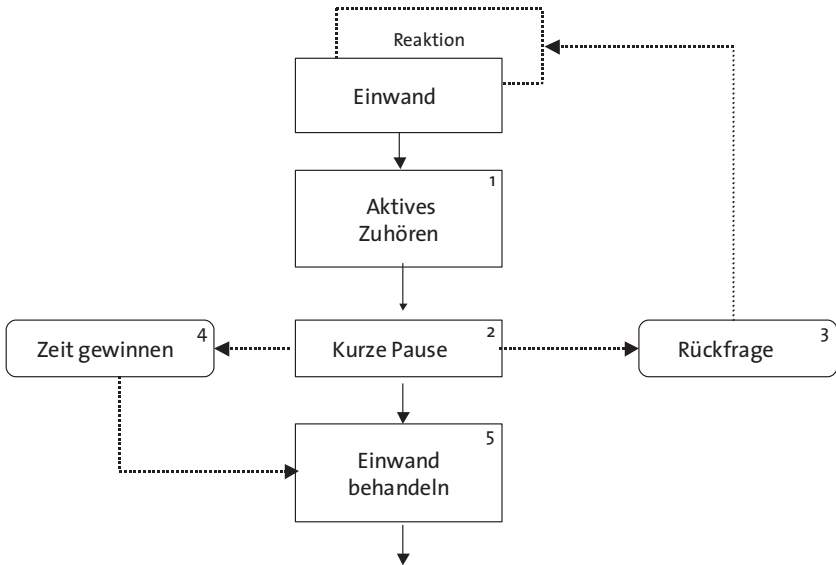 Reaktion
Einwand
1
Aktives
Zuhören
4
Zeit gewinnen
2
Kurze Pause
3
Rückfrage
5
Einwand
behandeln